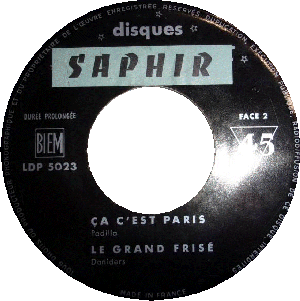 disques
SAPHIR
DURÉE PROLONGÉE
FACE 2
BIEM
45
LDP 5023
ÇA C'EST PARIS
Padilla
LE GRAND FRISÉ
Daniders
MADE IN FRANCE